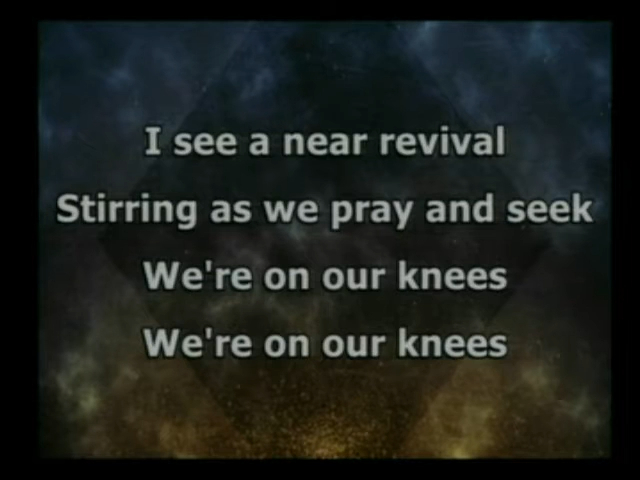 I see a near revival
Stirring as we pray and seek
We're on our knees
We're on our knees